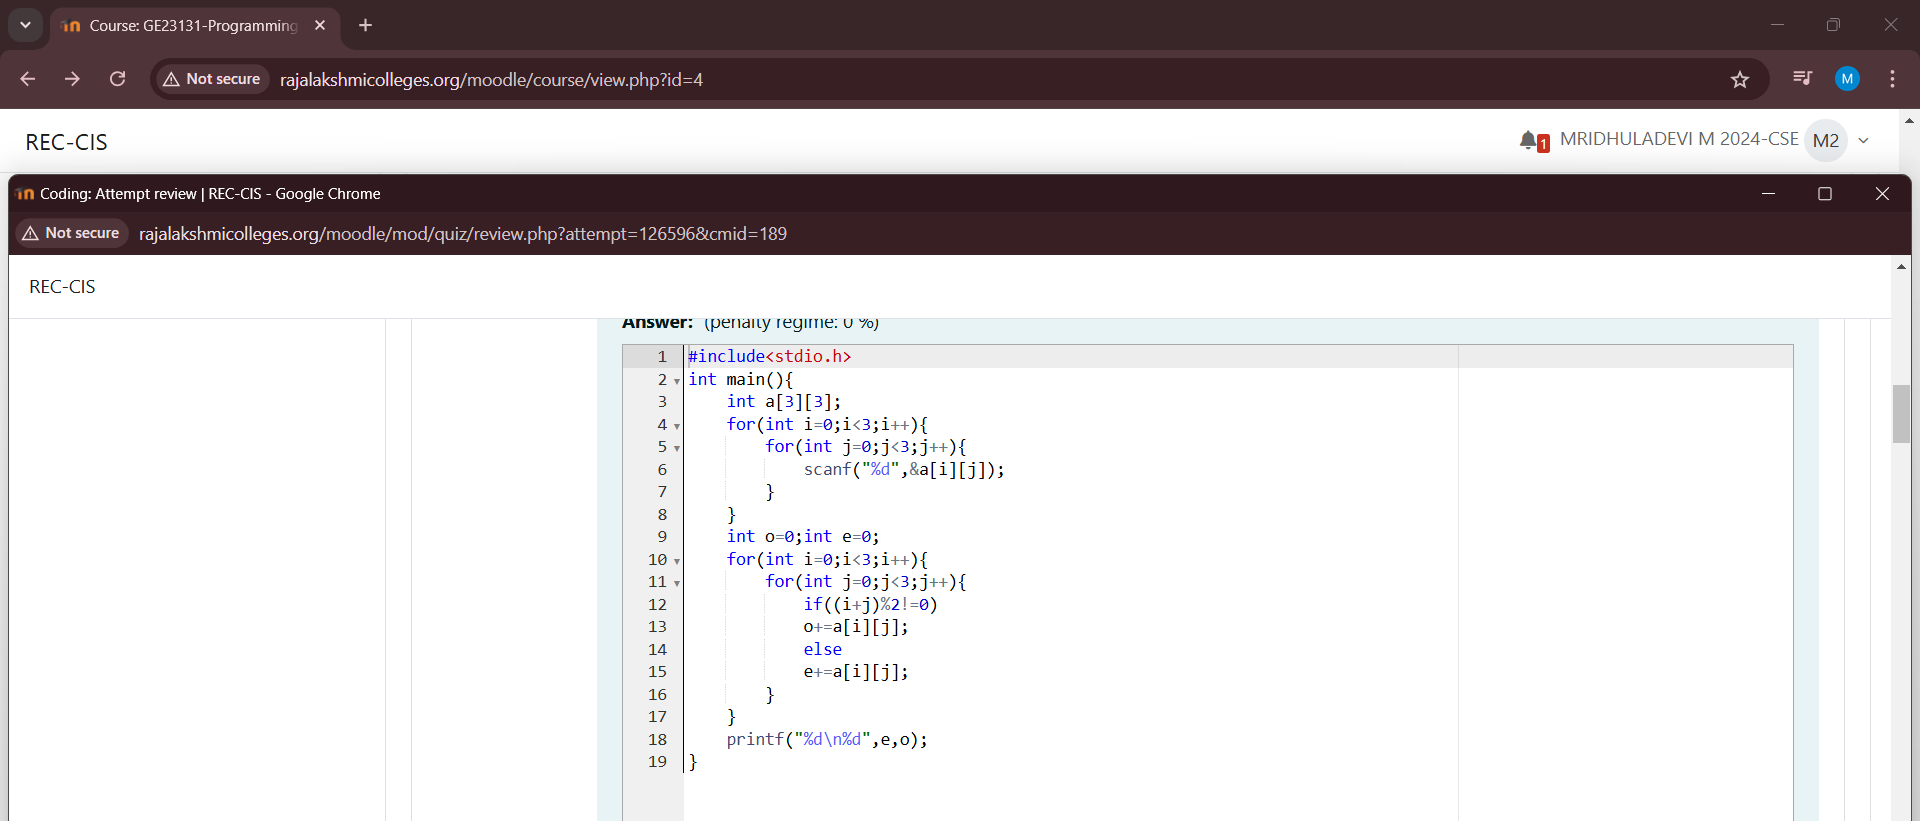 Course: GE23131-Programming
Not secure rajalakshmicolleges.org/moodle/course/view.php?id=4
M
REC-CIS
1 MRIDHULADEVI M 2024-CSE M2
Coding: Attempt review | REC-CIS - Google Chrome
Not secure rajalakshmicolleges.org/moodle/mod/quiz/review.php?attempt=126596&cmid=189
REC-CIS
Answer: (penalty regime: 0 %)
1 #include<stdio.h>
2 int main(){
3 int a[3][3];
4 for(int i=0;i<3;i++){
5 for(int j=0;j<3;j++){
6 scanf("%d",&a[i][j]);
7 }
8 }
9 int o=0;int e=0;
10 for(int i=0;i<3;i++){
11 for(int j=0;j<3;j++){
12 if((i+j)%2!=0)
13 o+=a[i][j];
14 else
15 e+=a[i][j];
16 }
17 }
18 printf("%d\n%d",e,o);
19 }